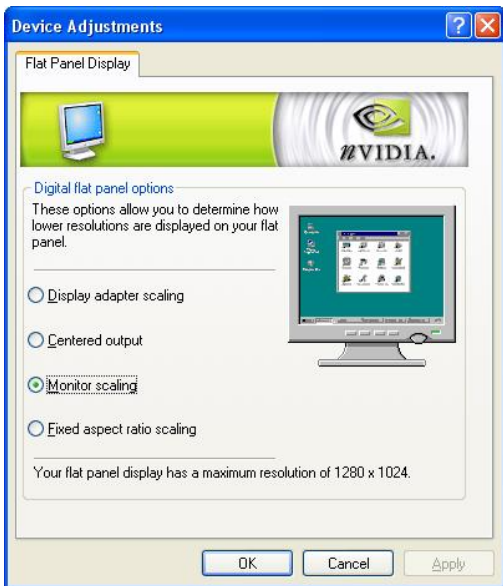 Device Adjustments
Flat Panel Display
nVIDIA.
Digital flat panel options
These options allow you to determine how
lower resolutions are displayed on your flat
panel.
Display adapter scaling
Centered output
Monitor scaling
Fixed aspect ratio scaling
Your flat panel display has a maximum resolution of 1280 x 1024.
OK
Cancel
Apply